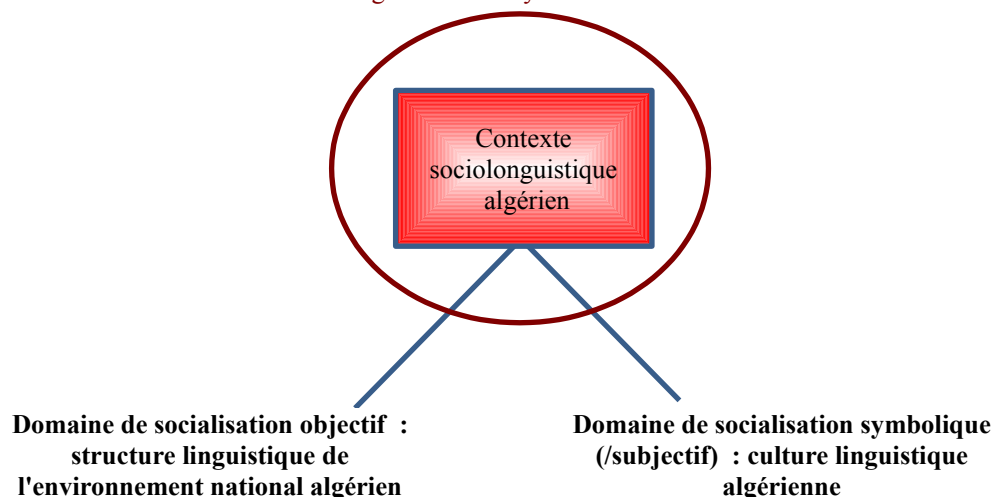 Contexte
sociolonguistique
algérien
Domaine de socialisation objectif :
structure linguistique de
l'environnement national algérien
Domaine de socialisation symbolique
(/subjectif) : culture linguistique
algérienne